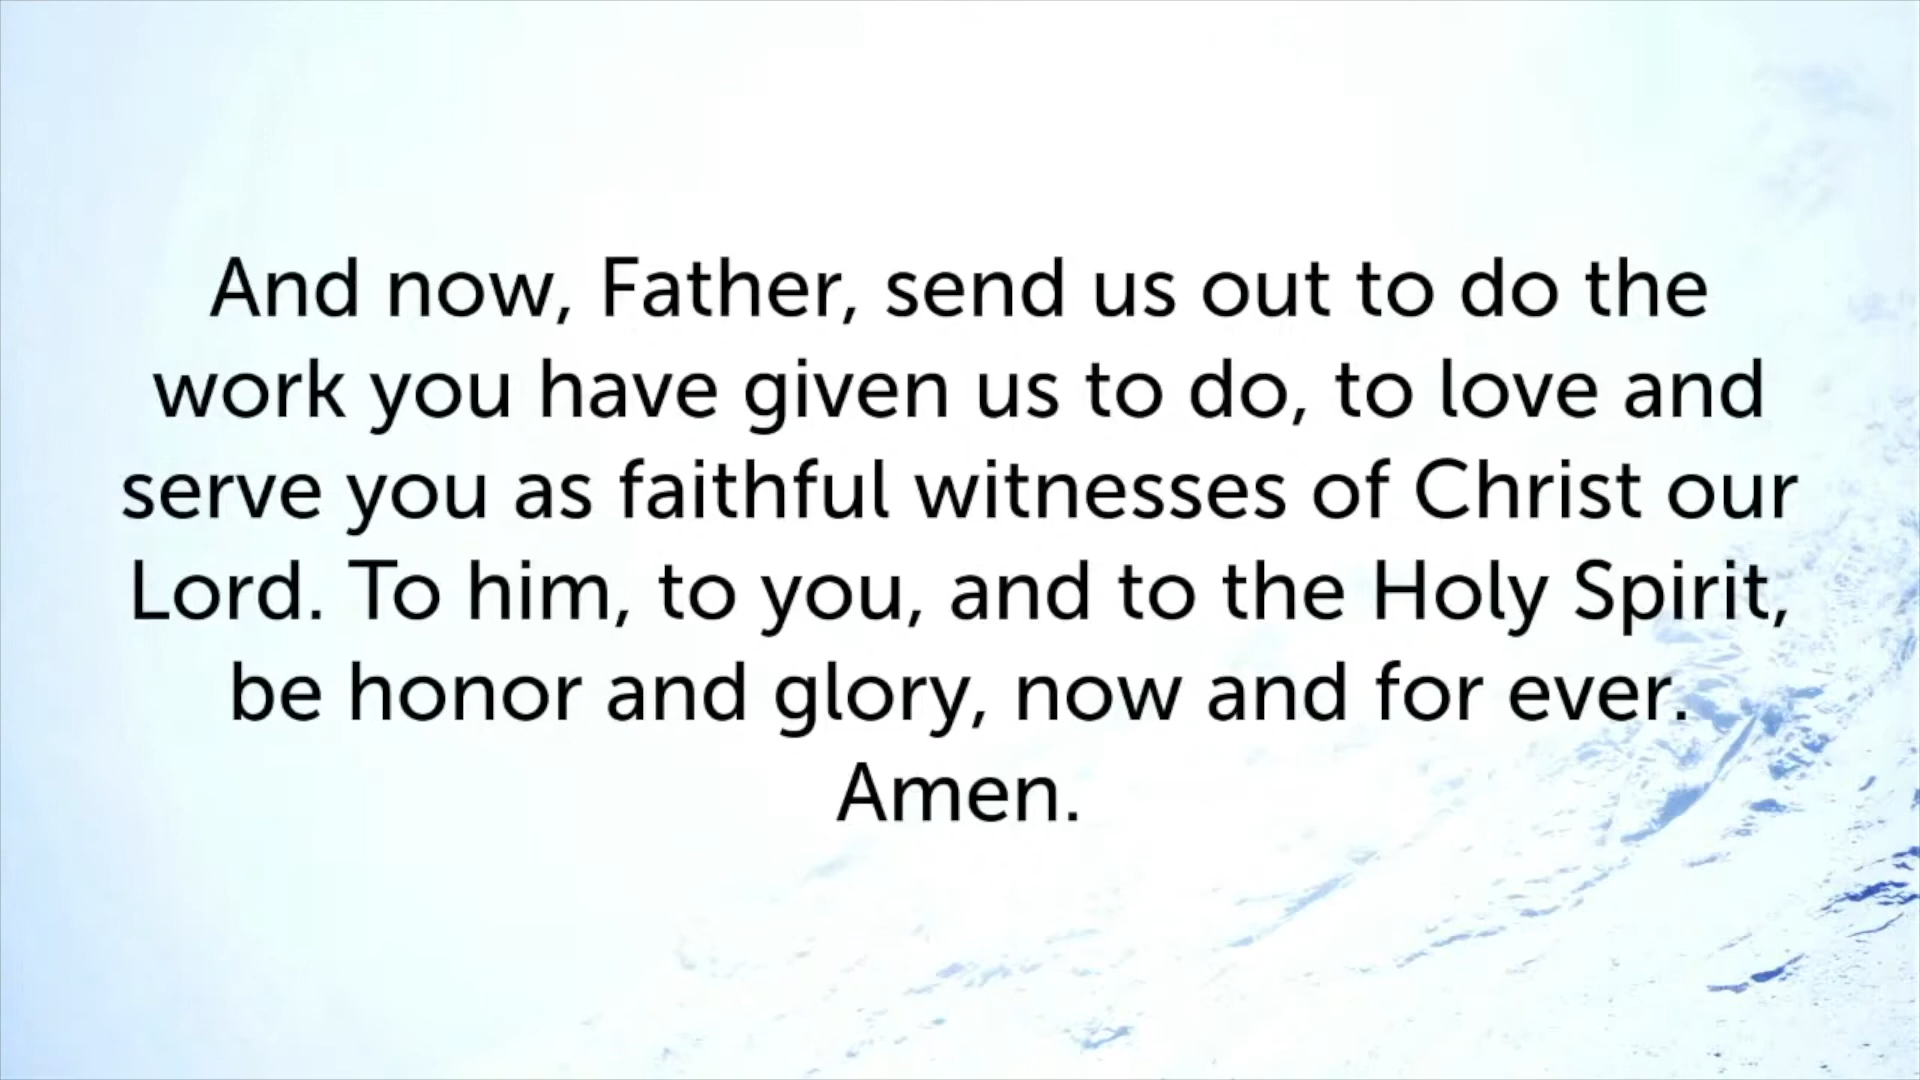 And now, Father, send us out to do the
work you have given us to do, to love and
serve you as faithful witnesses of Christ our
Lord. To him, to you, and to the Holy Spirit,
be honor and glory, now and for ever.
Amen.